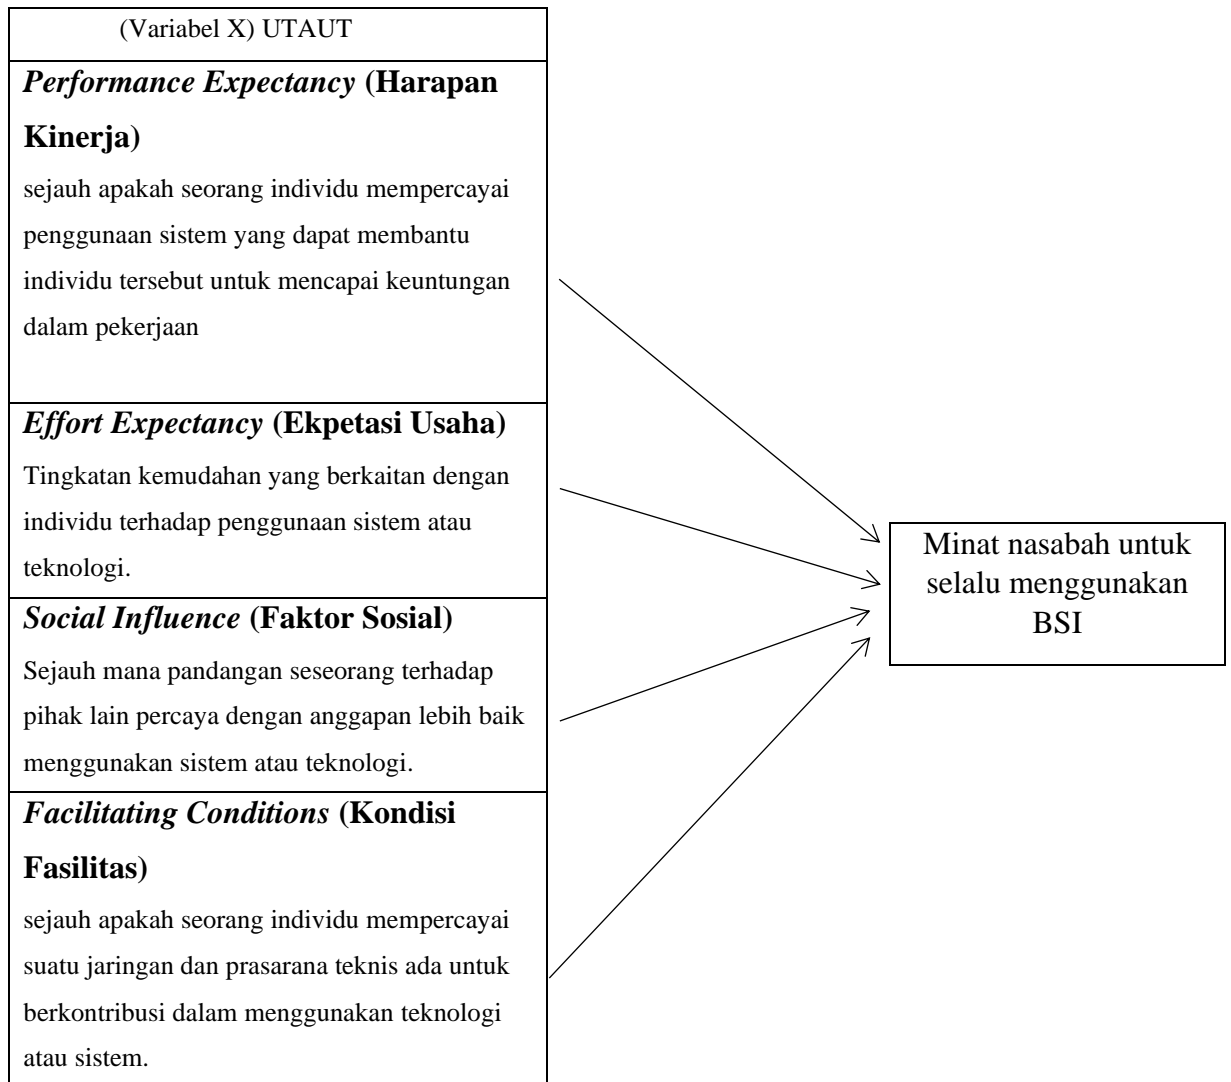 (Variabel X) UTAUT
Performance Expectancy (Harapan
Kinerja)
sejauh apakah seorang individu mempercayai
penggunaan sistem yang dapat membantu
individu tersebut untuk mencapai keuntungan
dalam pekerjaan
Effort Expectancy (Ekpetasi Usaha)
Tingkatan kemudahan yang berkaitan dengan
individu terhadap penggunaan sistem atau
teknologi.
Social Influence (Faktor Sosial)
Sejauh mana pandangan seseorang terhadap
pihak lain percaya dengan anggapan lebih baik
menggunakan sistem atau teknologi.
Facilitating Conditions (Kondisi
Fasilitas)
sejauh apakah seorang individu mempercayai
suatu jaringan dan prasarana teknis ada untuk
berkontribusi dalam menggunakan teknologi
atau sistem.
Minat nasabah untuk
selalu menggunakan
BSI